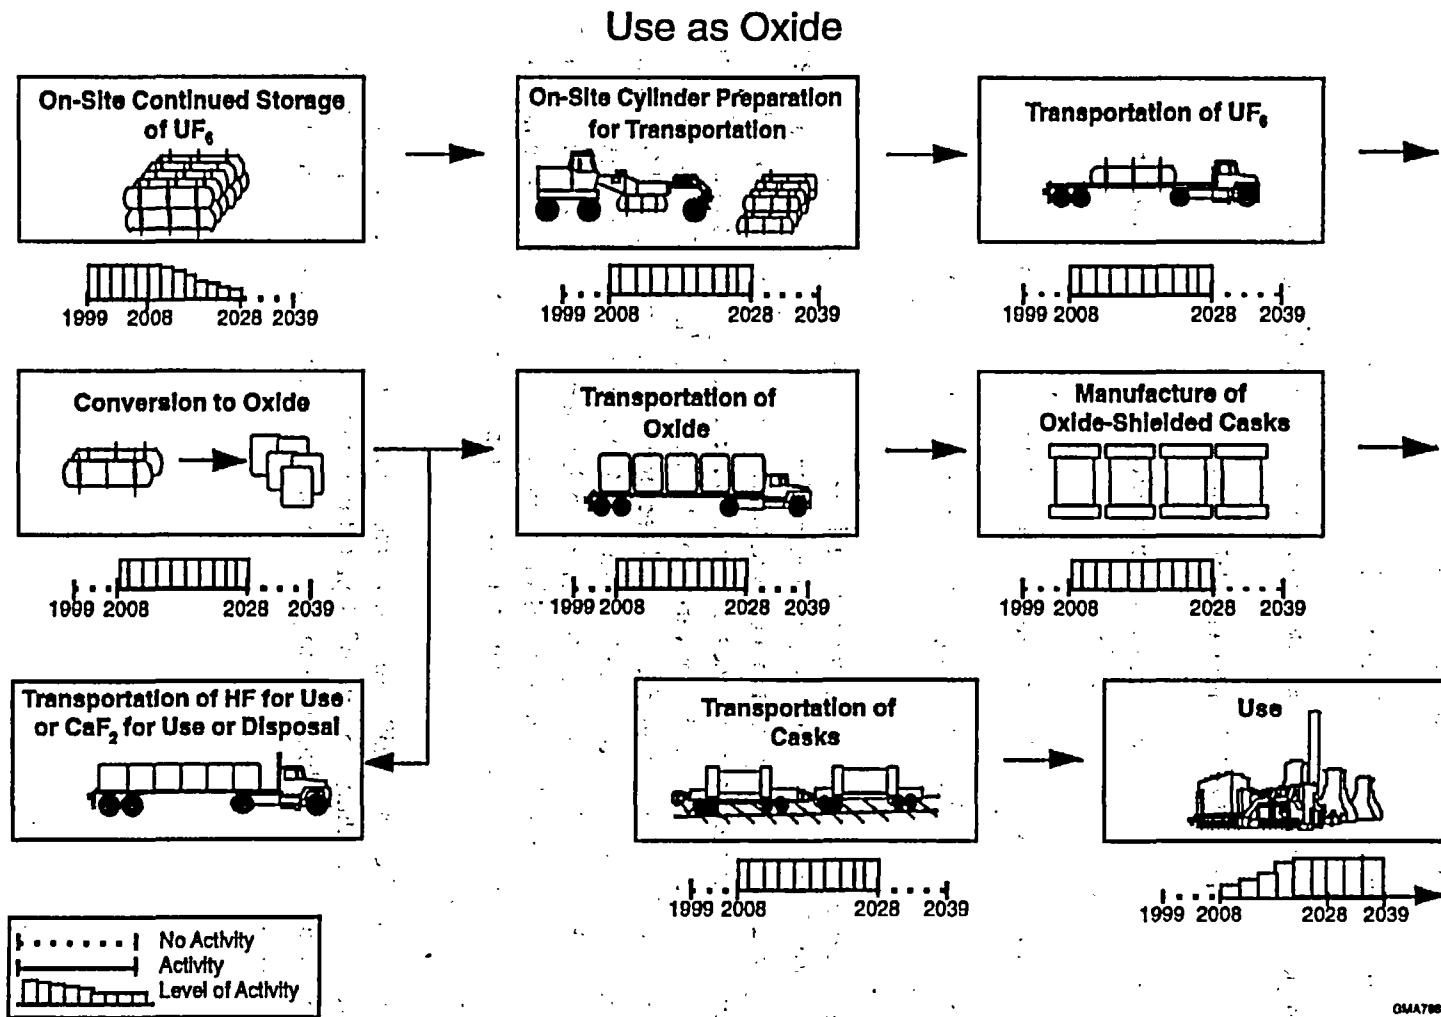 Use as Oxide
On-Site Continued Storage
of UF₆
On-Site Cylinder Preparation
for Transportation
Transportation of UF₆
1999 2008 2028 2039
1999 2008 2028 2039
1999 2008 2028 2039
Conversion to Oxide
Transportation of
Oxide
Manufacture of
Oxide-Shielded Casks
1999 2008 2028 2039
1999 2008 2028 2039
1999 2008 2028 2039
Transportation of HF for Use
or CaF₂ for Use or Disposal
Transportation of
Casks
Use
1999 2008 2028 2039
1999 2008 2028 2039
No Activity
Activity
Level of Activity